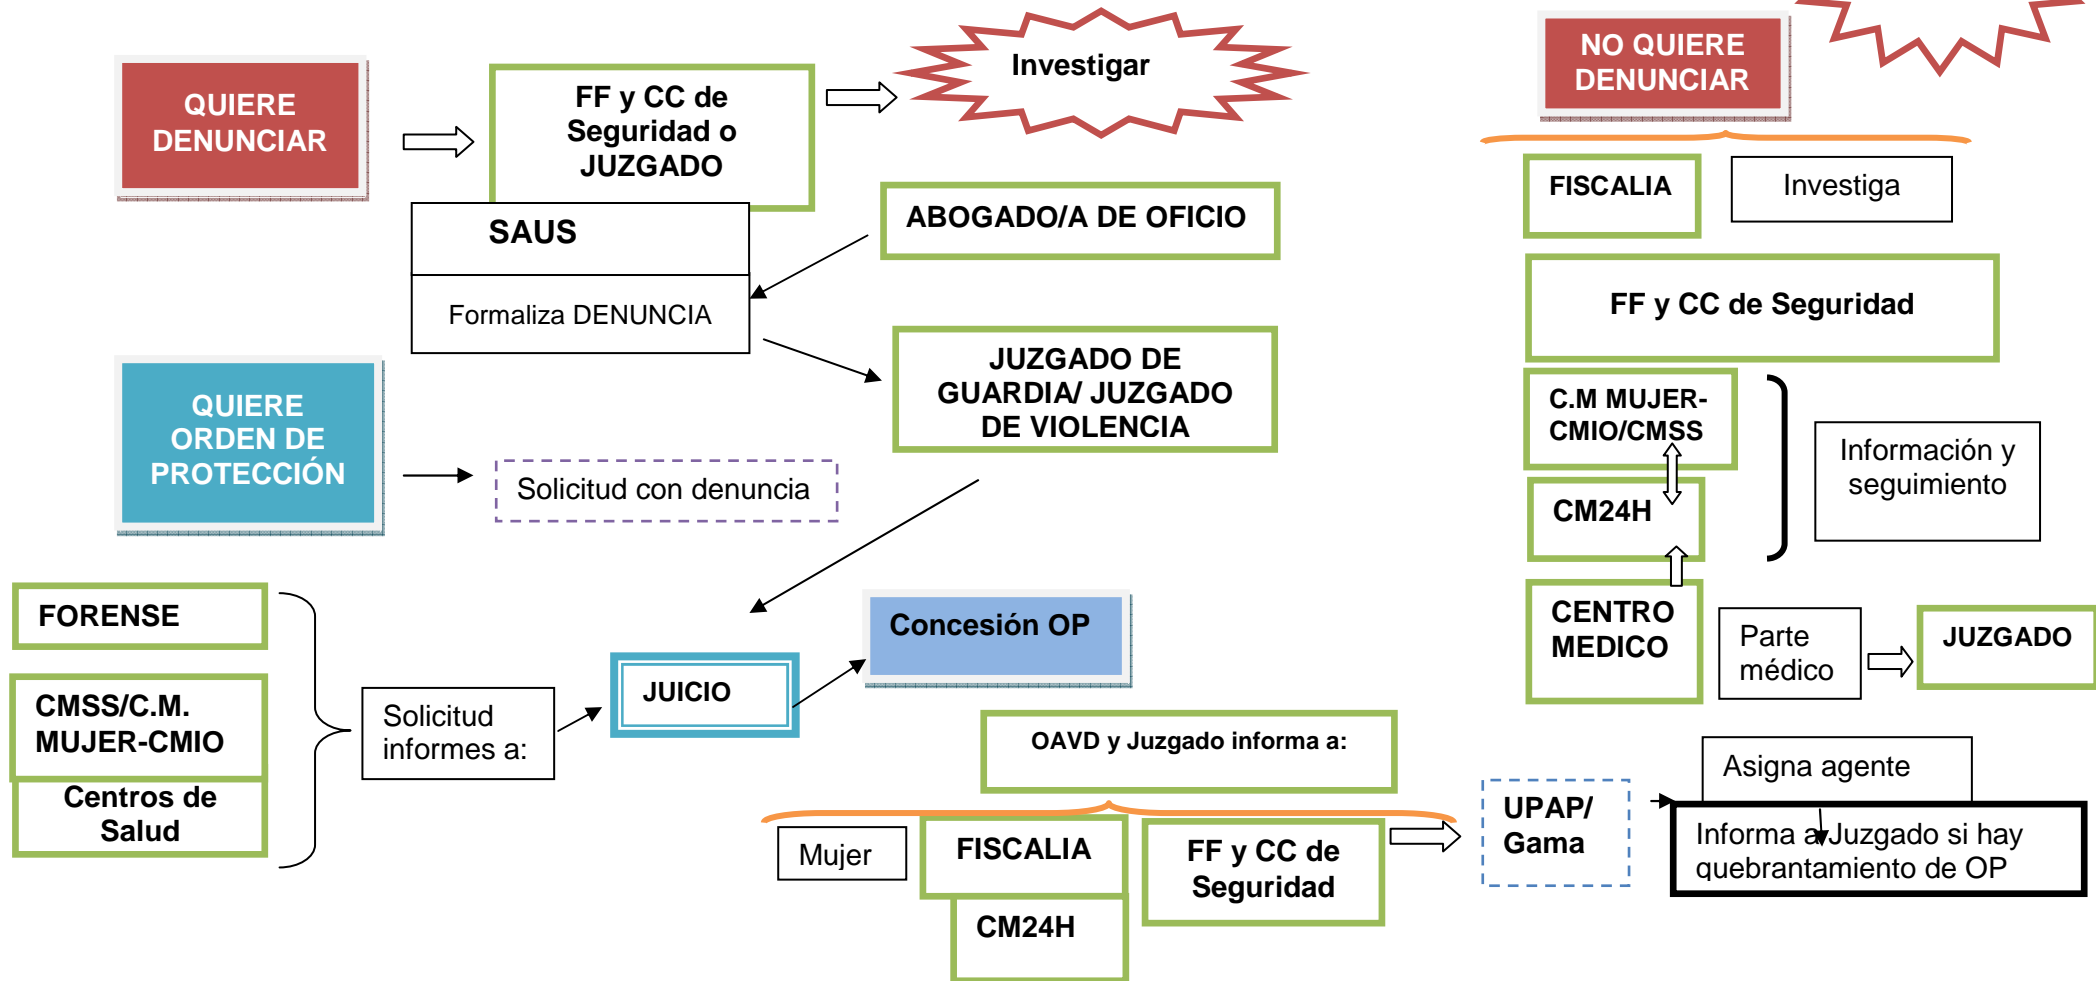 QUIERE
DENUNCIAR
FF y CC de
Seguridad o
JUZGADO
Investigar
SAUS
Formaliza DENUNCIA
ABOGADO/A DE OFICIO
JUZGADO DE
GUARDIA/ JUZGADO
DE VIOLENCIA
QUIERE
ORDEN DE
PROTECCIÓN
Solicitud con denuncia
FORENSE
CMSS/C.M.
MUJER-CMIO
Centros de
Salud
Solicitud
informes a:
JUICIO
Concesión OP
OAVD y Juzgado informa a:
Mujer
FISCALIA
CM24H
FF y CC de
Seguridad
UPAP/
Gama
Asigna agente
Informa a Juzgado si hay
quebrantamiento de OP
NO QUIERE
DENUNCIAR
FISCALIA
Investiga
FF y CC de Seguridad
C.M MUJER-
CMIO/CMSS
CM24H
Información y
seguimiento
CENTRO
MEDICO
Parte
médico
JUZGADO